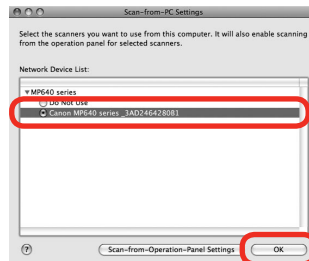 Scan-from-PC Settings
Select the scanners you want to use from this computer. It will also enable scanning
from the operation panel for selected scanners.
Network Device List:
▼MP640 series
Do Not Use
Canon MP640 series _3AD246428081
?
Scan-from-Operation-Panel Settings
OK